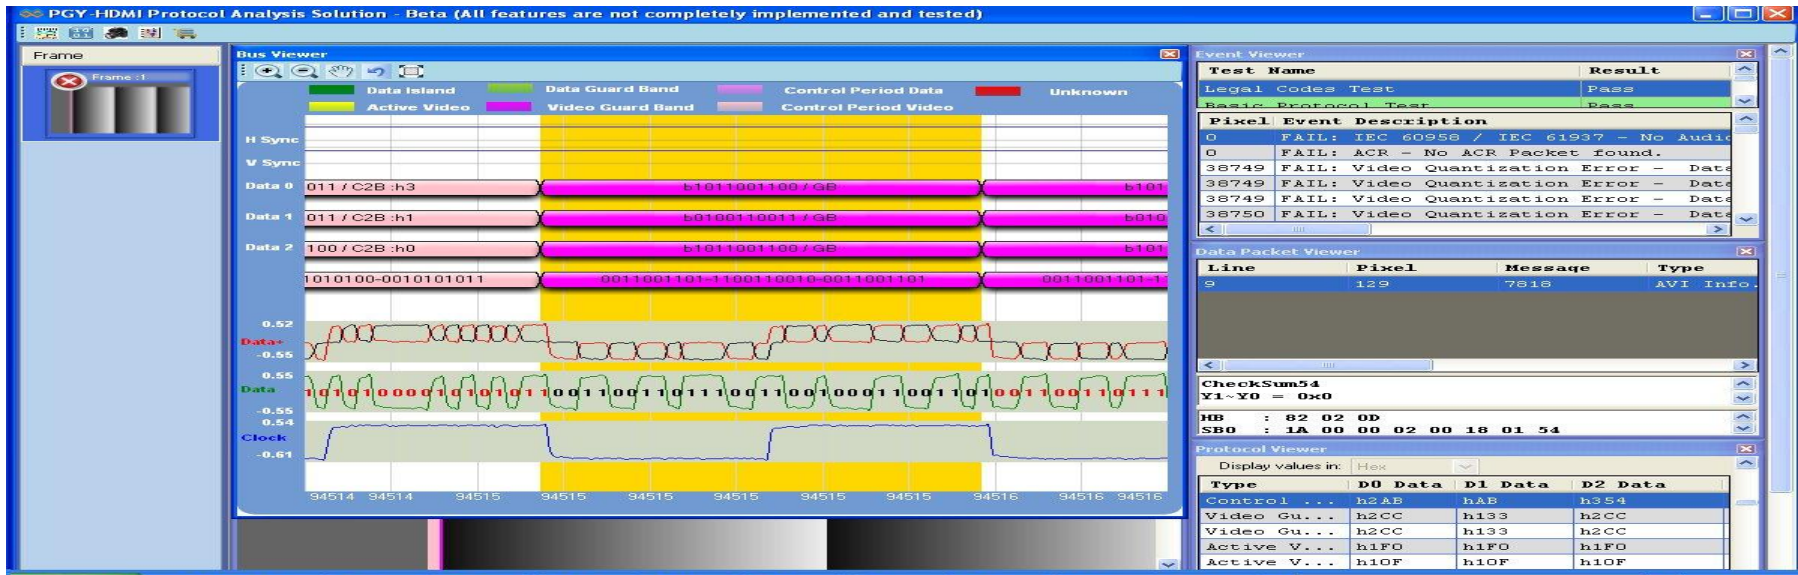 PGY-HDMI Protocol Analysis Solution - Beta (All features are not completely implemented and tested)
Frame
Frame :1
Bus Viewer
Data Island
Data Guard Band
Control Period Data
Unknown
Active Video
Video Guard Band
Control Period Video
H Sync
V Sync
Data 0
011 / C2B :h3
b1011001100 / GB
b101
Data 1
011 / C2B :h1
b0100110011 / GB
b010
Data 2
100 / C2B :h0
b1011001100 / GB
b101
1010100-0010101011
0011001101-1100110010-0011001101
0011001101-1
0.52
Data+
-0.55
0.55
Data
-0.55
0.54
Clock
-0.61
94514 94514 94515 94515 94515 94515 94515 94515 94516 94516 94516
Event Viewer
Test Name Result
Legal Codes Test Pass
Basic Protocol Test Pass
Pixel Event Description
0 FAIL: IEC 60958 / IEC 61937 - No Audio
0 FAIL: ACR - No ACR Packet found.
38749 FAIL: Video Quantization Error - Data
38749 FAIL: Video Quantization Error - Data
38749 FAIL: Video Quantization Error - Data
38750 FAIL: Video Quantization Error - Data
Data Packet Viewer
Line Pixel Message Type
9 129 7818 AVI Info.
CheckSum54
Y1~Y0 = 0x0
HB : 82 02 0D
SB0 : 1A 00 00 02 00 18 01 54
Protocol Viewer
Display values in: Hex
Type D0 Data D1 Data D2 Data
Control ... h2AB hAB h354
Video Gu... h2CC h133 h2CC
Video Gu... h2CC h133 h2CC
Active V... h1F0 h1F0 h1F0
Active V... h10F h10F h10F